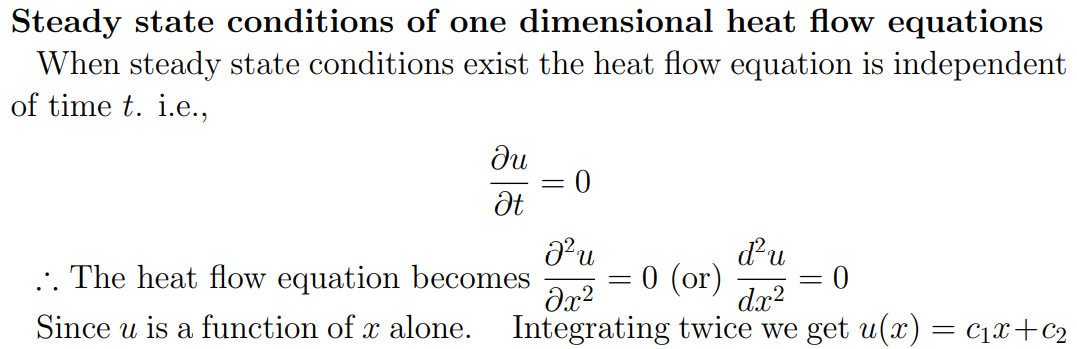 Steady state conditions of one dimensional heat flow equations
When steady state conditions exist the heat flow equation is independent
of time t. i.e.,
∂u/∂t = 0
∴ The heat flow equation becomes ∂²u/∂x² = 0 (or) d²u/dx² = 0
Since u is a function of x alone. Integrating twice we get u(x) = c₁x+c₂